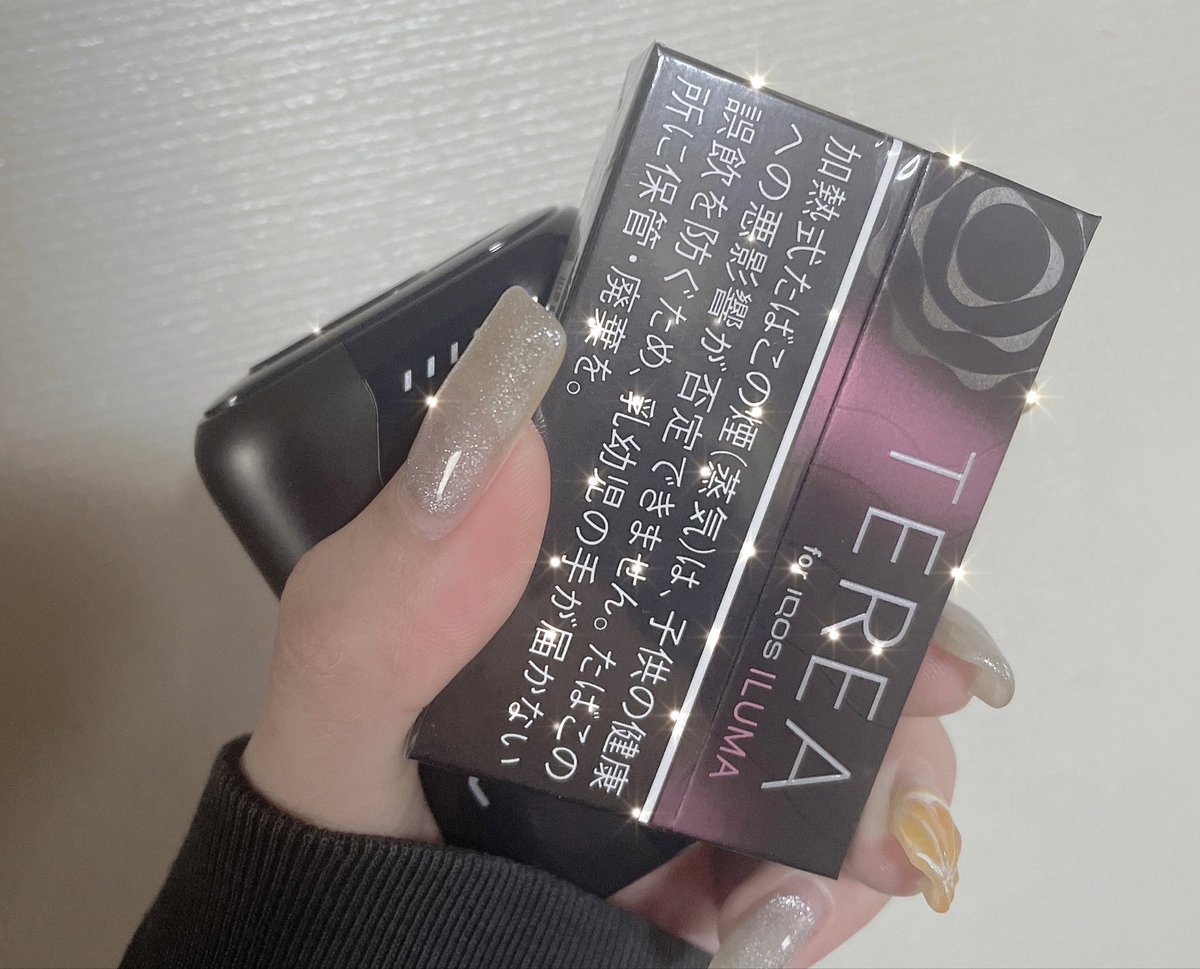 加熱式たばこの煙(蒸気)は、子供の健康
への悪影響が否定できません。たばこの
誤飲を防ぐため、乳幼児の手が届かない
所に保管・廃棄を。
TEREA
for IQOS ILUMA